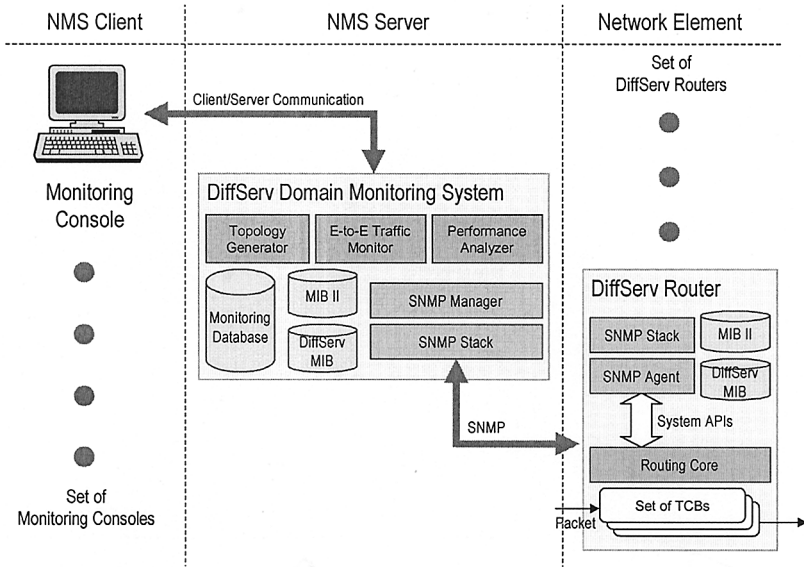 NMS Client
NMS Server
Network Element
Set of
DiffServ Routers
Client/Server Communication
Monitoring
Console
DiffServ Domain Monitoring System
Topology
Generator
E-to-E Traffic
Monitor
Performance
Analyzer
Monitoring
Database
MIB II
DiffServ
MIB
SNMP Manager
SNMP Stack
DiffServ Router
SNMP Stack
MIB II
SNMP Agent
DiffServ
MIB
System APIs
SNMP
Routing Core
Set of TCBs
Packet
Set of
Monitoring Consoles